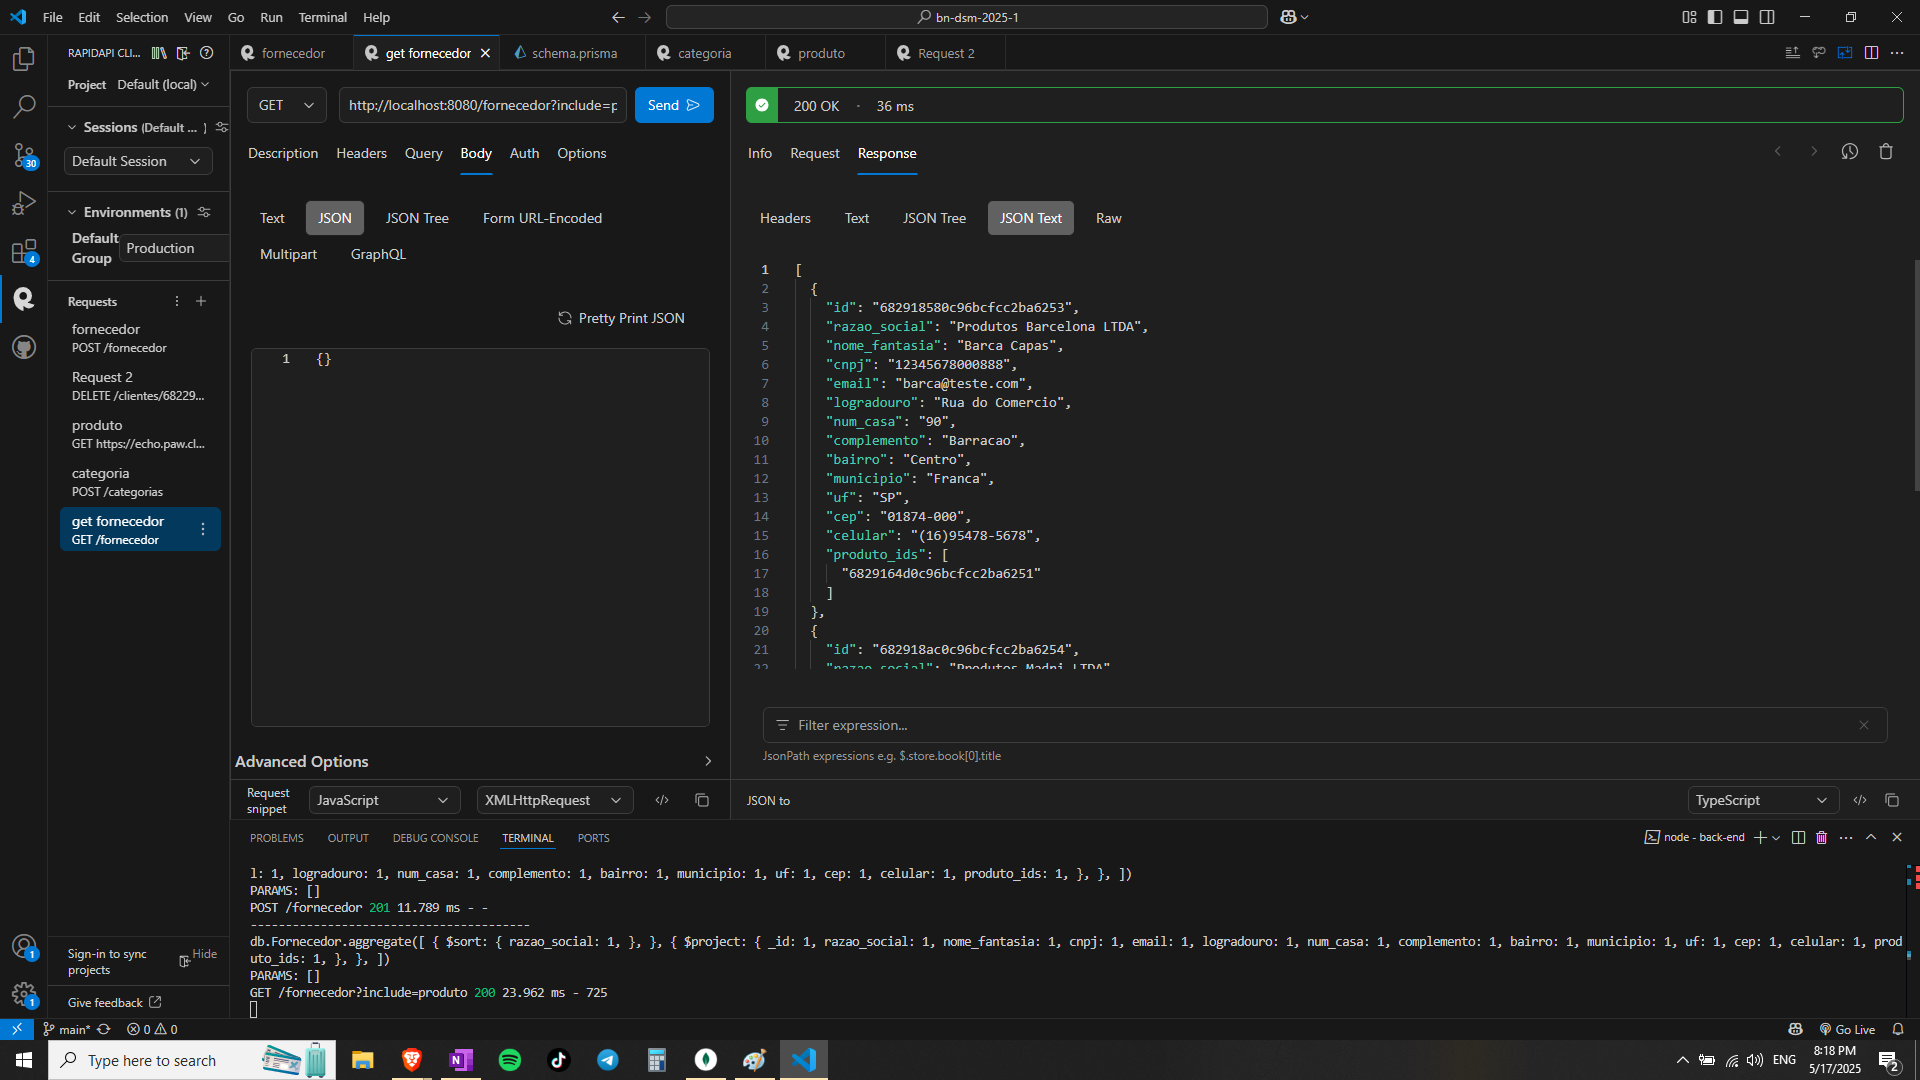 File Edit Selection View Go Run Terminal Help
bn-dsm-2025-1
RAPIDAPI CLI...
fornecedor
get fornecedor
schema.prisma
categoria
produto
Request 2
Project Default (local)
Sessions (Default ... )
Default Session
Environments (1)
Default Group
Production
Requests
fornecedor
POST /fornecedor
Request 2
DELETE /clientes/68229...
produto
GET https://echo.paw.cl...
categoria
POST /categorias
get fornecedor
GET /fornecedor
Sign-in to sync projects
Hide
Give feedback
30
4
1
1
GET
http://localhost:8080/fornecedor?include=p
Send
Description Headers Query Body Auth Options
Text JSON JSON Tree Form URL-Encoded
Multipart GraphQL
Pretty Print JSON
1 {}
Advanced Options
Request snippet
JavaScript
XMLHttpRequest
200 OK · 36 ms
Info Request Response
Headers Text JSON Tree JSON Text Raw
1 [
2 {
3 "id": "682918580c96bcfcc2ba6253",
4 "razao_social": "Produtos Barcelona LTDA",
5 "nome_fantasia": "Barca Capas",
6 "cnpj": "12345678000888",
7 "email": "barca@teste.com",
8 "logradouro": "Rua do Comercio",
9 "num_casa": "90",
10 "complemento": "Barracao",
11 "bairro": "Centro",
12 "municipio": "Franca",
13 "uf": "SP",
14 "cep": "01874-000",
15 "celular": "(16)95478-5678",
16 "produto_ids": [
17 "6829164d0c96bcfcc2ba6251"
18 ]
19 },
20 {
21 "id": "682918ac0c96bcfcc2ba6254",
22 "razao_social": "Produtos Madri LTDA"
Filter expression...
JsonPath expressions e.g. $.store.book[0].title
JSON to
TypeScript
PROBLEMS OUTPUT DEBUG CONSOLE TERMINAL PORTS
node - back-end
l: 1, logradouro: 1, num_casa: 1, complemento: 1, bairro: 1, municipio: 1, uf: 1, cep: 1, celular: 1, produto_ids: 1, }, }, ])
PARAMS: []
POST /fornecedor 201 11.789 ms - -
----------------------------------------
db.Fornecedor.aggregate([ { $sort: { razao_social: 1, }, }, { $project: { _id: 1, razao_social: 1, nome_fantasia: 1, cnpj: 1, email: 1, logradouro: 1, num_casa: 1, complemento: 1, bairro: 1, municipio: 1, uf: 1, cep: 1, celular: 1, prod
uto_ids: 1, }, }, ])
PARAMS: []
GET /fornecedor?include=produto 200 23.962 ms - 725
main* 0 0
Go Live
Type here to search
ENG
8:18 PM
5/17/2025
2